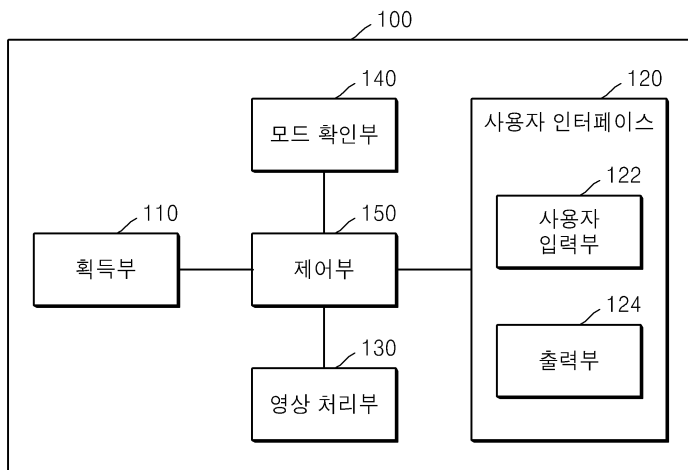 100
140
모드 확인부
120
사용자 인터페이스
110
획득부
150
제어부
122
사용자
입력부
130
영상 처리부
124
출력부